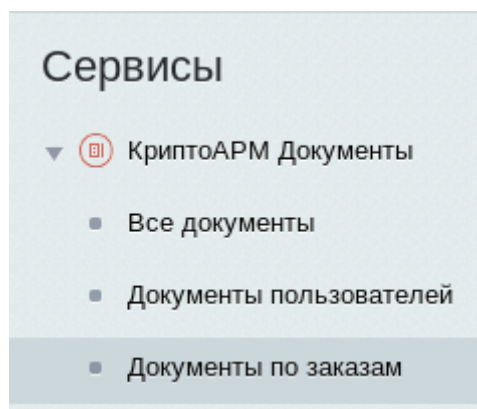 Сервисы
КриптоАРМ Документы
Все документы
Документы пользователей
Документы по заказам